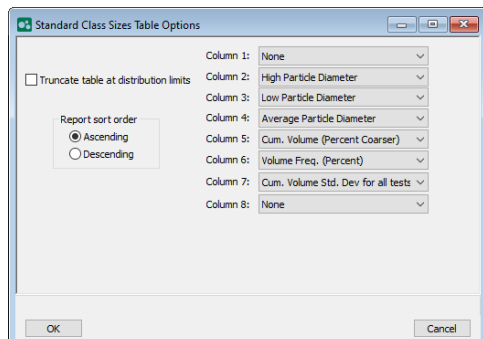 Standard Class Sizes Table Options
Column 1: None
Truncate table at distribution limits
Column 2: High Particle Diameter
Column 3: Low Particle Diameter
Report sort order
Column 4: Average Particle Diameter
Ascending
Column 5: Cum. Volume (Percent Coarser)
Descending
Column 6: Volume Freq. (Percent)
Column 7: Cum. Volume Std. Dev for all tests
Column 8: None
OK
Cancel